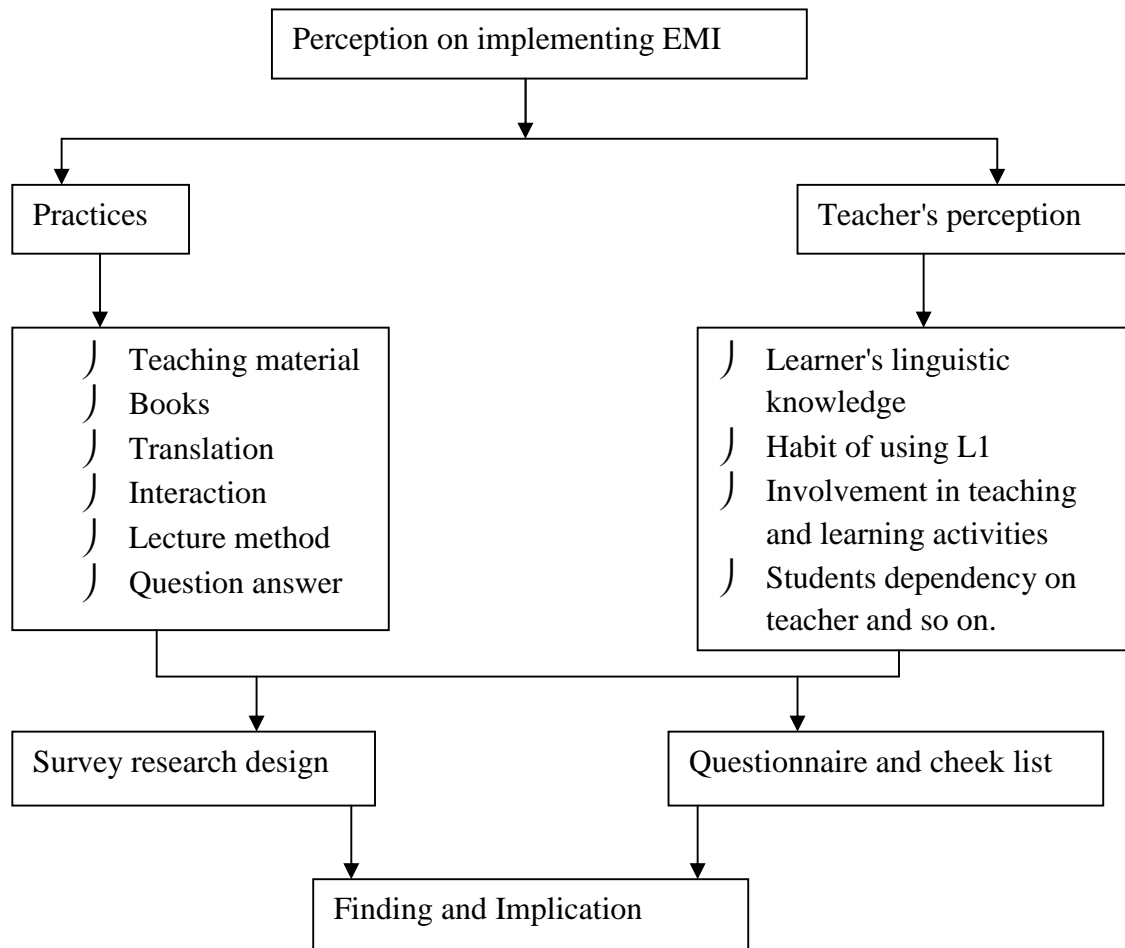 Perception on implementing EMI
Practices
Teacher's perception
Teaching material
Books
Translation
Interaction
Lecture method
Question answer
Learner's linguistic
knowledge
Habit of using L1
Involvement in teaching
and learning activities
Students dependency on
teacher and so on.
Survey research design
Questionnaire and cheek list
Finding and Implication